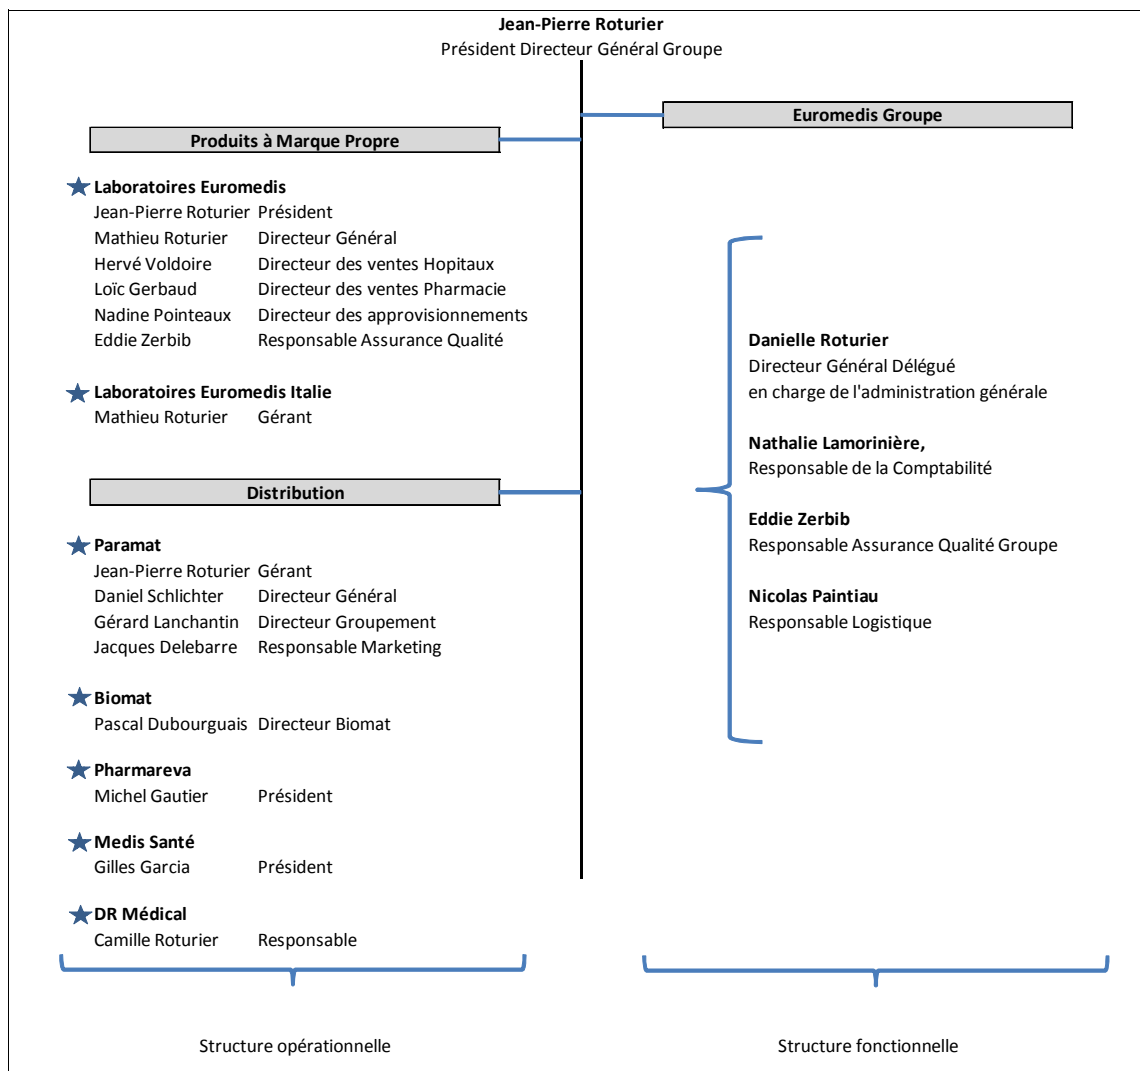 Jean-Pierre Roturier
Président Directeur Général Groupe
Euromedis Groupe
Produits à Marque Propre
Laboratoires Euromedis
Jean-Pierre Roturier Président
Mathieu Roturier Directeur Général
Hervé Voldoire Directeur des ventes Hopitaux
Loïc Gerbaud Directeur des ventes Pharmacie
Nadine Pointeaux Directeur des approvisionnements
Eddie Zerbib Responsable Assurance Qualité
Laboratoires Euromedis Italie
Mathieu Roturier Gérant
Distribution
Paramat
Jean-Pierre Roturier Gérant
Daniel Schlichter Directeur Général
Gérard Lanchantin Directeur Groupement
Jacques Delebarre Responsable Marketing
Biomat
Pascal Dubourguais Directeur Biomat
Pharmareva
Michel Gautier Président
Medis Santé
Gilles Garcia Président
DR Médical
Camille Roturier Responsable
Structure opérationnelle
Danielle Roturier
Directeur Général Délégué
en charge de l'administration générale
Nathalie Lamorinière,
Responsable de la Comptabilité
Eddie Zerbib
Responsable Assurance Qualité Groupe
Nicolas Paintiau
Responsable Logistique
Structure fonctionnelle